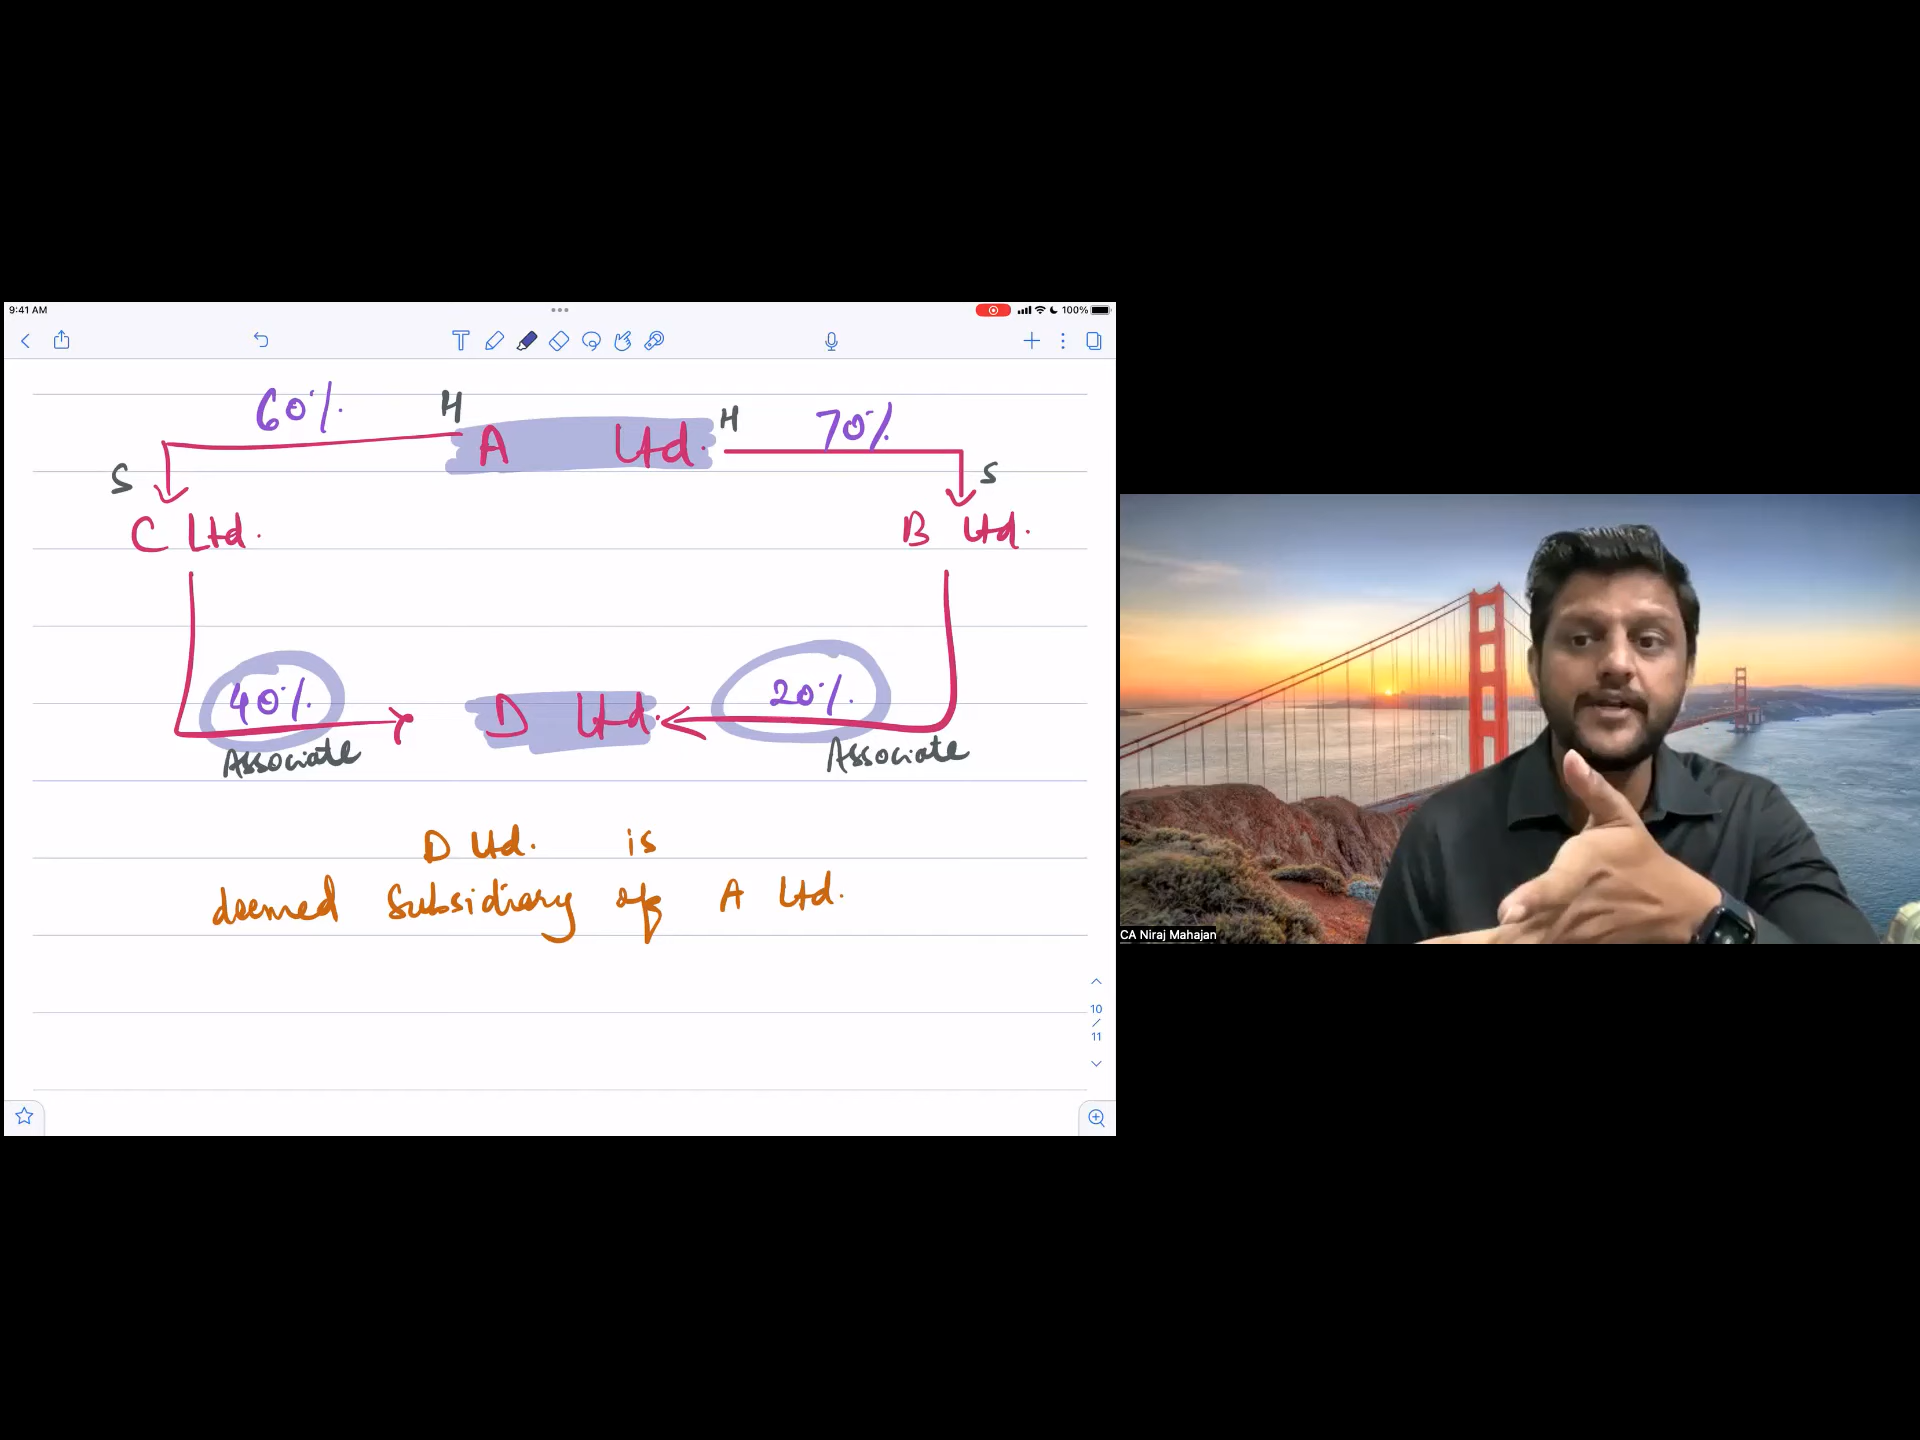 9:41 AM
100%
60%
H
A Ltd.
H
70%
S
S
C Ltd.
B Ltd.
40%
D Ltd.
20%
Associate
Associate
D Ltd. is
deemed Subsidiary of A Ltd.
CA Niraj Mahajan
10
/
11